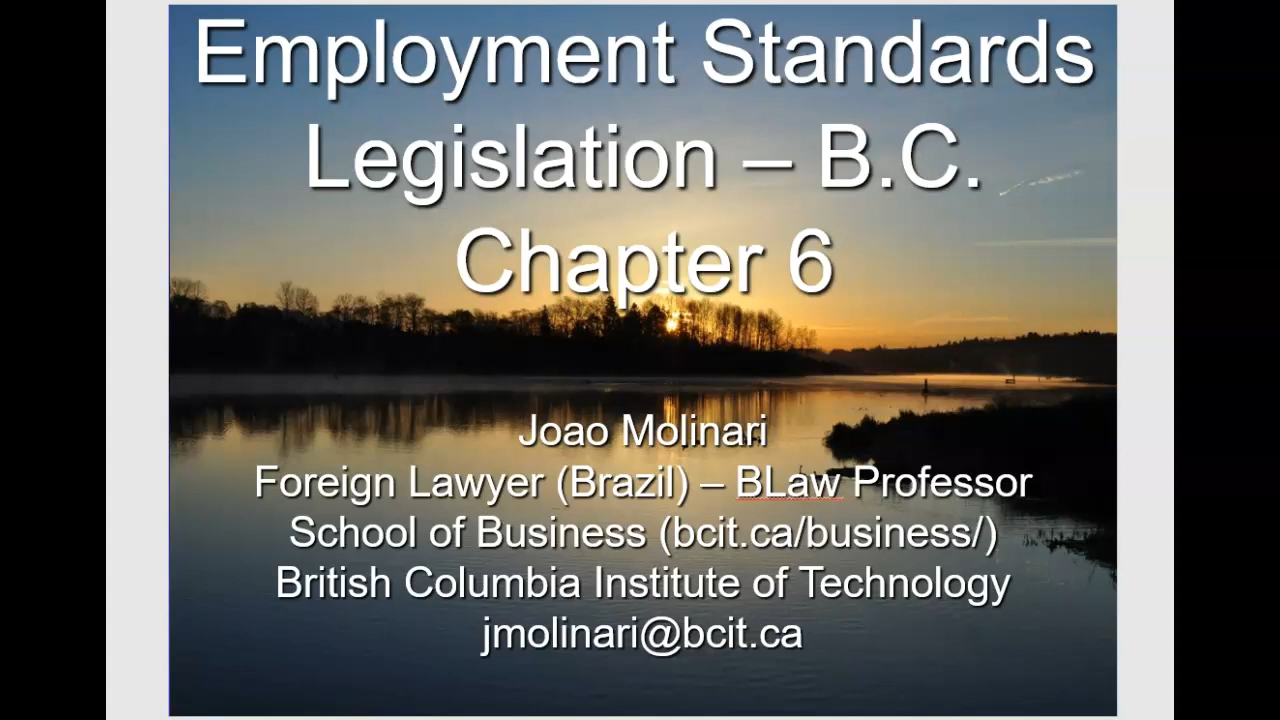 Employment Standards
Legislation – B.C.
Chapter 6
Joao Molinari
Foreign Lawyer (Brazil) – BLaw Professor
School of Business (bcit.ca/business/)
British Columbia Institute of Technology
jmolinari@bcit.ca